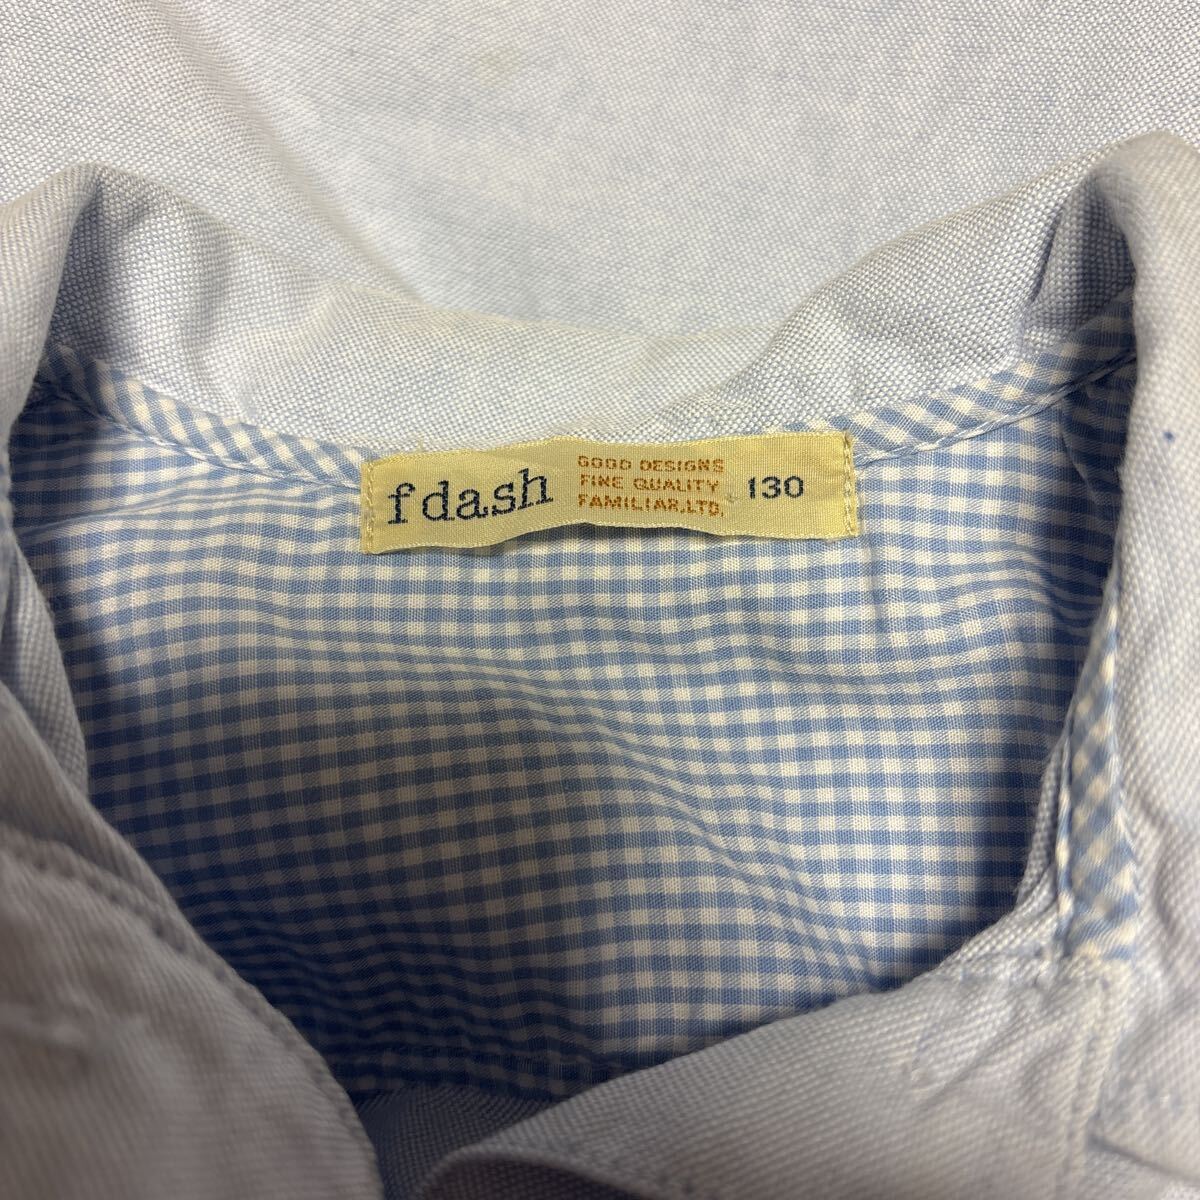 fdash
GOOD DESIGNS
FINE QUALITY
FAMILIAR,LTD.
130